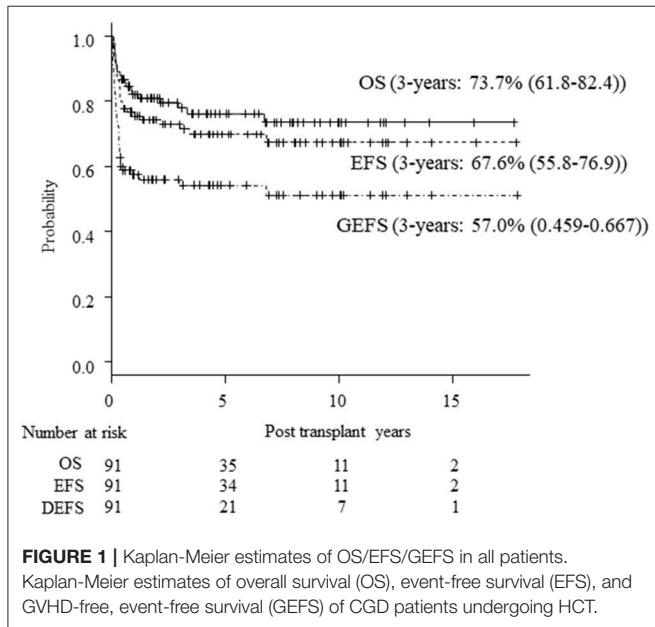 1.0
OS (3-years: 73.7% (61.8-82.4))
0.8
EFS (3-years: 67.6% (55.8-76.9))
0.6
GEFS (3-years: 57.0% (0.459-0.667))
Probability
0.4
0.2
0.0
0 5 10 15
Number at risk Post transplant years
OS 91 35 11 2
EFS 91 34 11 2
DEFS 91 21 7 1
FIGURE 1 | Kaplan-Meier estimates of OS/EFS/GEFS in all patients.
Kaplan-Meier estimates of overall survival (OS), event-free survival (EFS), and
GVHD-free, event-free survival (GEFS) of CGD patients undergoing HCT.